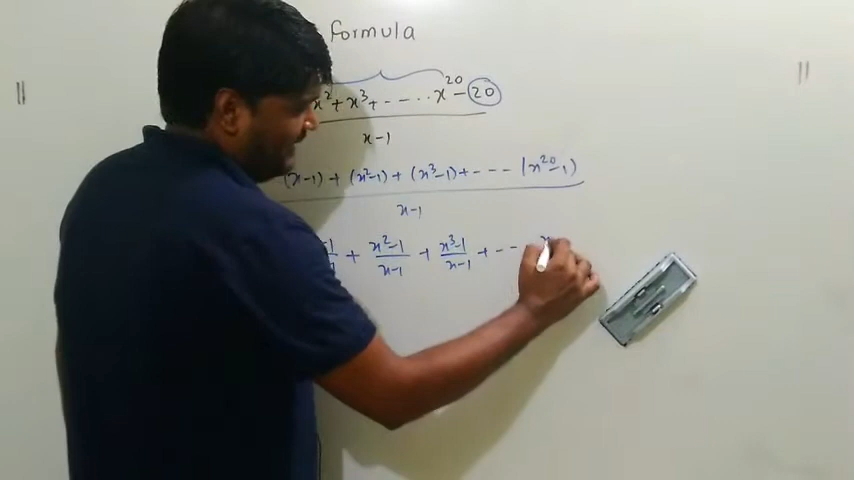 Formula
x² + x³ + - - - .. x²⁰ - 20
x-1
(x-1) + (x²-1) + (x³-1) + - - - (x²⁰-1)
x-1
-1 + x²-1 + x³-1 + - - x
x-1 x-1